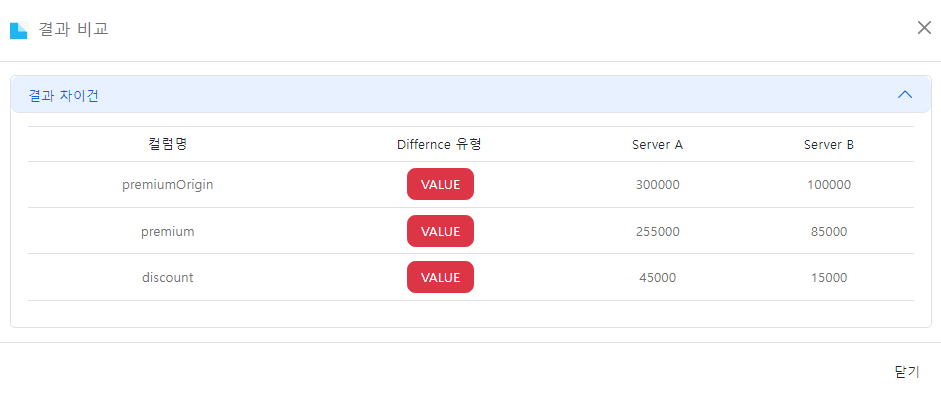 결과 비교
결과 차이건
컬럼명 Differnce 유형 Server A Server B
premiumOrigin VALUE 300000 100000
premium VALUE 255000 85000
discount VALUE 45000 15000
닫기